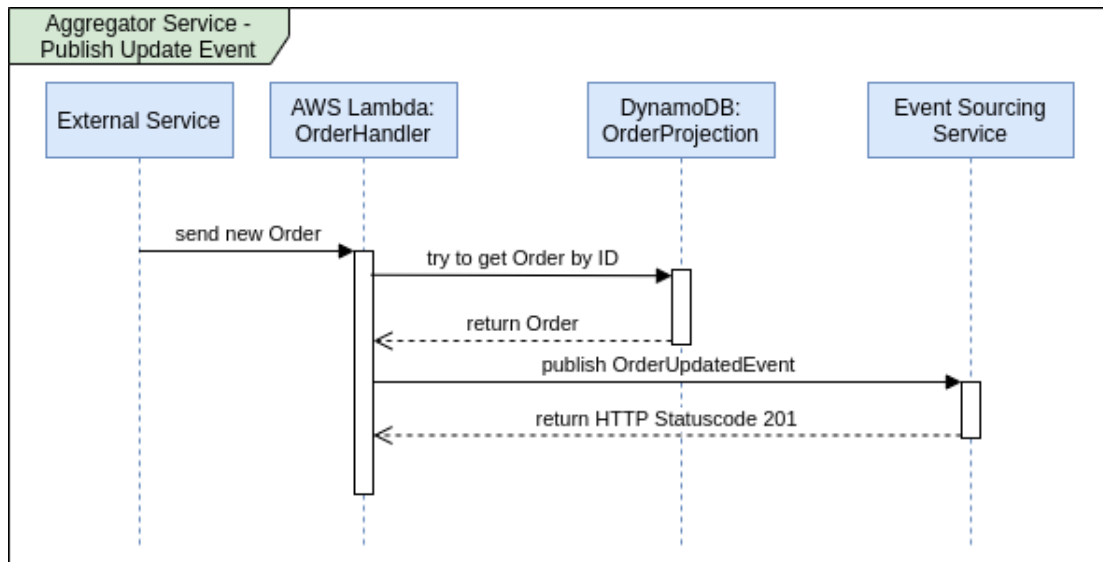 Aggregator Service -
Publish Update Event
External Service
AWS Lambda:
OrderHandler
DynamoDB:
OrderProjection
Event Sourcing
Service
send new Order
try to get Order by ID
return Order
publish OrderUpdatedEvent
return HTTP Statuscode 201